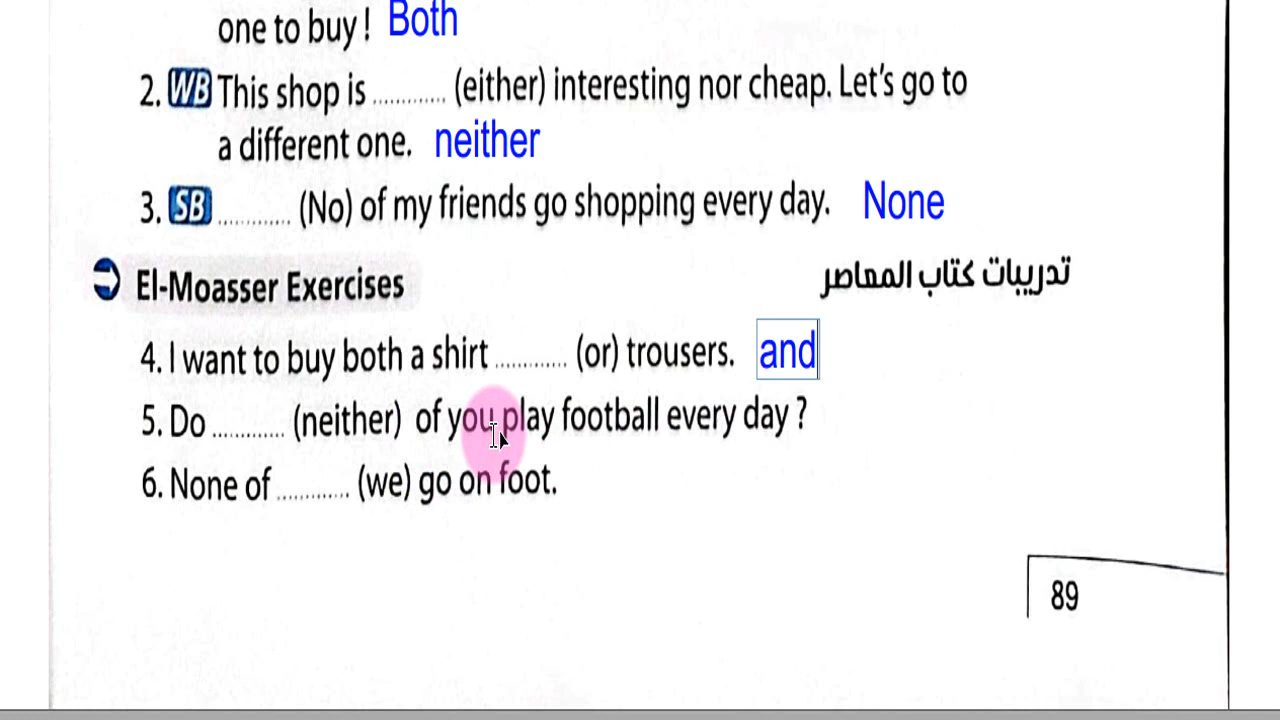 one to buy! Both
2. WB This shop is ............ (either) interesting nor cheap. Let's go to
a different one. neither
3. SB ............ (No) of my friends go shopping every day. None
El-Moasser Exercises تدريبات كتاب المعاصر
4. I want to buy both a shirt ............ (or) trousers. and
5. Do ............ (neither) of you play football every day ?
6. None of ............ (we) go on foot.
89